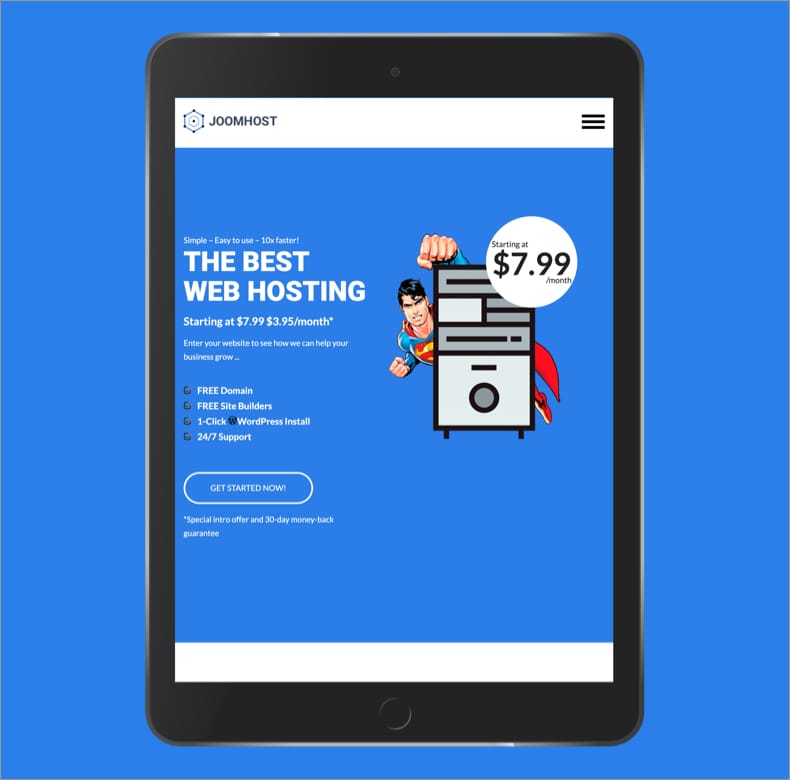 JOOMHOST
Simple – Easy to use – 10x faster!
THE BEST
WEB HOSTING
Starting at $7.99 $3.95/month*
Enter your website to see how we can help your
business grow ...
FREE Domain
FREE Site Builders
1-Click WordPress Install
24/7 Support
GET STARTED NOW!
*Special intro offer and 30-day money-back
guarantee
Starting at
$7.99
/month